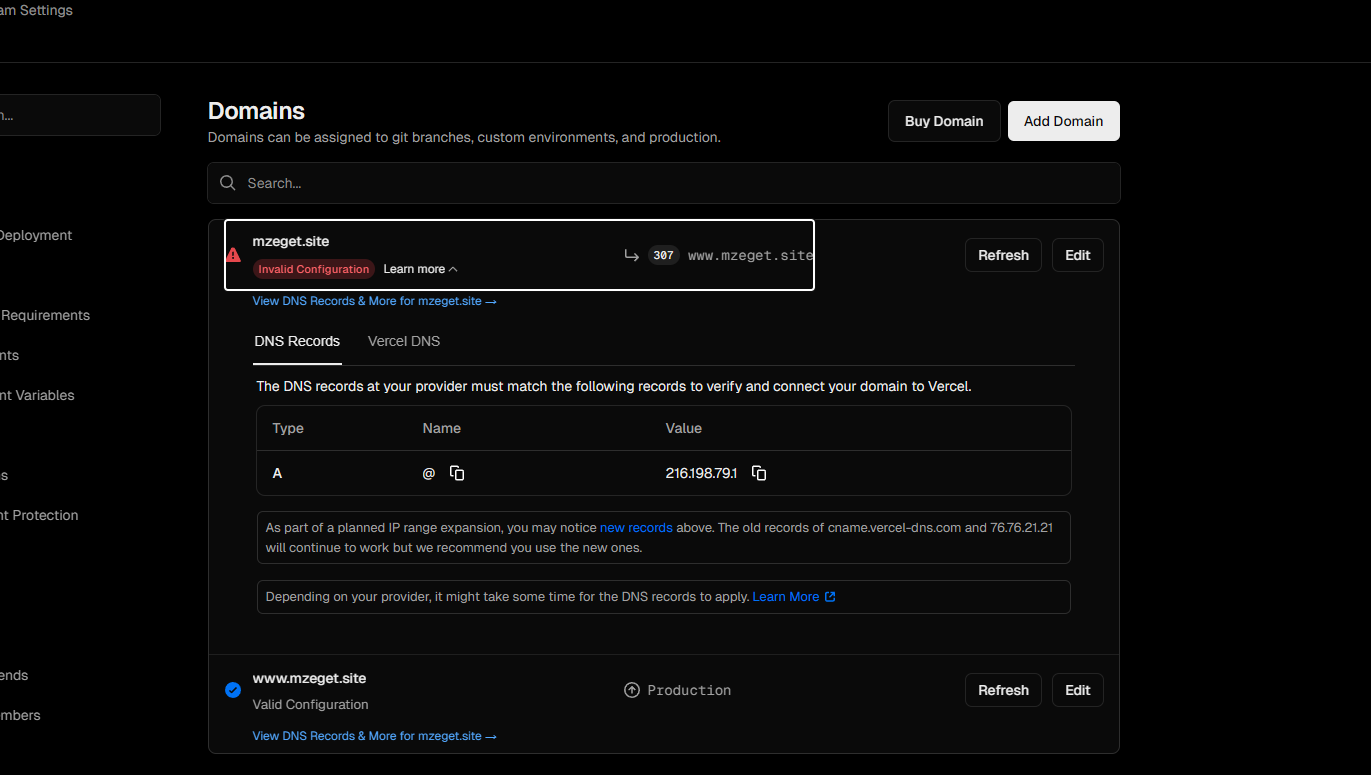 am Settings
Domains
Domains can be assigned to git branches, custom environments, and production.
Buy Domain
Add Domain
Search...
Deployment
Requirements
nts
nt Variables
s
nt Protection
ends
mbers
mzeget.site
Invalid Configuration
Learn more
307
www.mzeget.site
Refresh
Edit
View DNS Records & More for mzeget.site →
DNS Records
Vercel DNS
The DNS records at your provider must match the following records to verify and connect your domain to Vercel.
Type Name Value
A @ 216.198.79.1
As part of a planned IP range expansion, you may notice new records above. The old records of cname.vercel-dns.com and 76.76.21.21
will continue to work but we recommend you use the new ones.
Depending on your provider, it might take some time for the DNS records to apply. Learn More
www.mzeget.site
Valid Configuration
Production
Refresh
Edit
View DNS Records & More for mzeget.site →